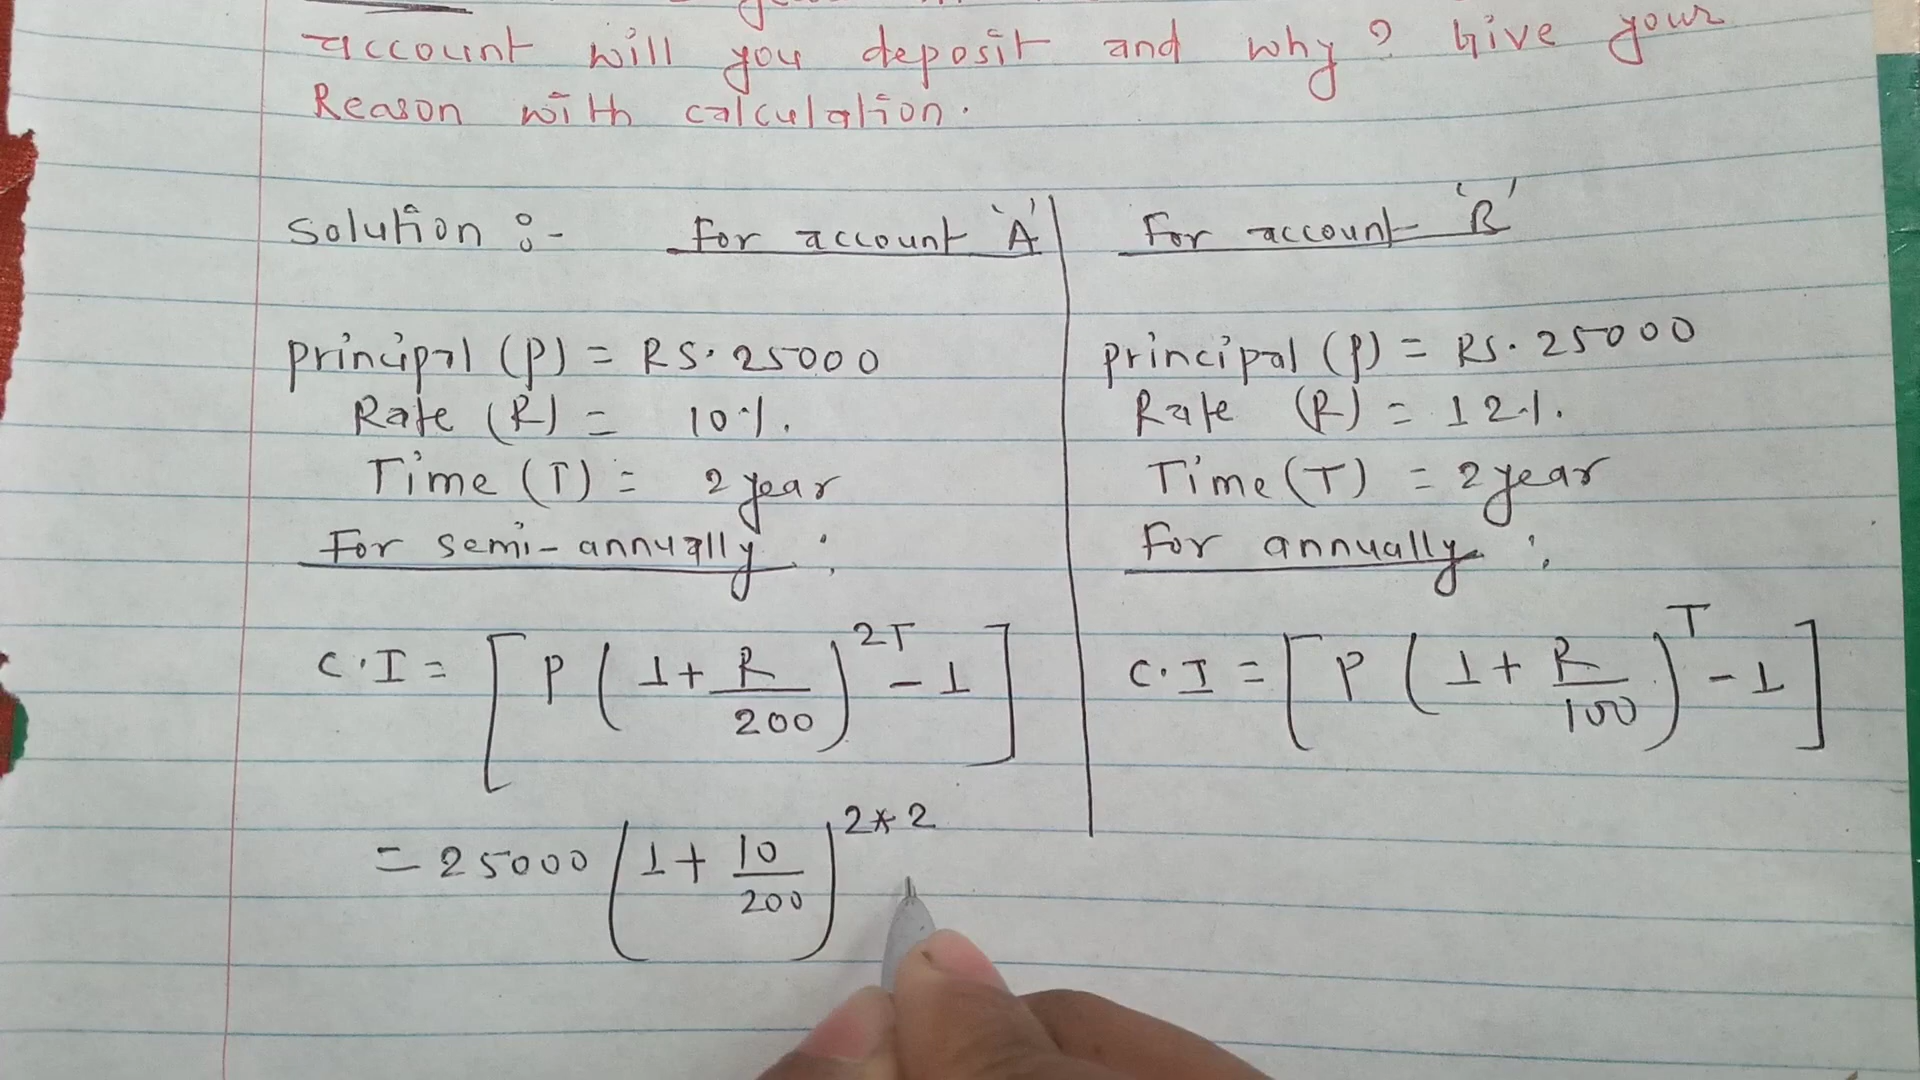 account will you deposit and why? Give your
Reason with calculation.
Solution :- For account 'A'
Principal (P) = RS. 25000
Rate (R) = 10%.
Time (T) = 2 year
For semi-annually :
C.I = [P(1+R/200)^2T - 1]
= 25000(1+10/200)^2*2
For account 'B'
Principal (P) = RS. 25000
Rate (R) = 12%.
Time (T) = 2 year
For annually :
C.I = [P(1+R/100)^T - 1]